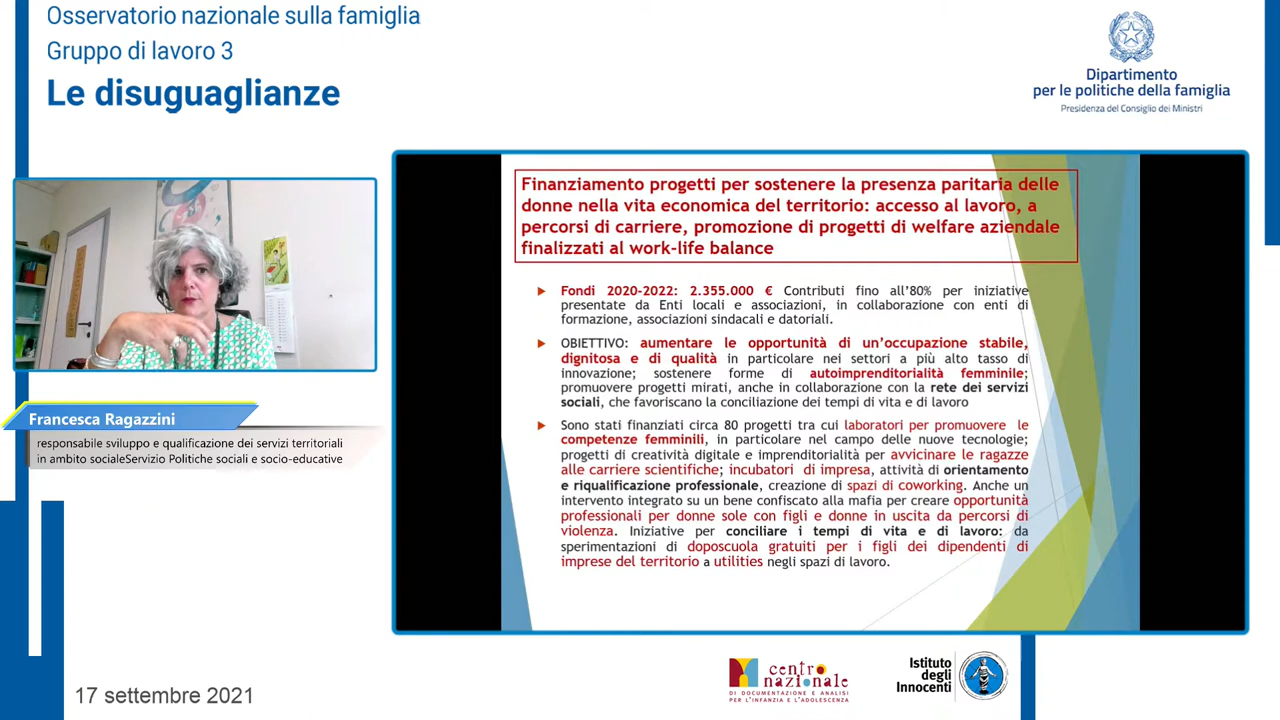 Osservatorio nazionale sulla famiglia
Gruppo di lavoro 3
Le disuguaglianze
Dipartimento
per le politiche della famiglia
Presidenza del Consiglio dei Ministri
Finanziamento progetti per sostenere la presenza paritaria delle
donne nella vita economica del territorio: accesso al lavoro, a
percorsi di carriere, promozione di progetti di welfare aziendale
finalizzati al work-life balance
Fondi 2020-2022: 2.355.000 € Contributi fino all'80% per iniziative
presentate da Enti locali e associazioni, in collaborazione con enti di
formazione, associazioni sindacali e datoriali.
OBIETTIVO: aumentare le opportunità di un'occupazione stabile,
dignitosa e di qualità in particolare nei settori a più alto tasso di
innovazione; sostenere forme di autoimprenditorialità femminile;
promuovere progetti mirati, anche in collaborazione con la rete dei servizi
sociali, che favoriscano la conciliazione dei tempi di vita e di lavoro
Sono stati finanziati circa 80 progetti tra cui laboratori per promuovere le
competenze femminili, in particolare nel campo delle nuove tecnologie;
progetti di creatività digitale e imprenditorialità per avvicinare le ragazze
alle carriere scientifiche; incubatori di impresa, attività di orientamento
e riqualificazione professionale, creazione di spazi di coworking. Anche un
intervento integrato su un bene confiscato alla mafia per creare opportunità
professionali per donne sole con figli e donne in uscita da percorsi di
violenza. Iniziative per conciliare i tempi di vita e di lavoro: da
sperimentazioni di doposcuola gratuiti per i figli dei dipendenti di
imprese del territorio a utilities negli spazi di lavoro.
Francesca Ragazzini
responsabile sviluppo e qualificazione dei servizi territoriali
in ambito socialeServizio Politiche sociali e socio-educative
17 settembre 2021
centro
nazionale
DI DOCUMENTAZIONE E ANALISI
PER L'INFANZIA E L'ADOLESCENZA
Istituto
degli
Innocenti